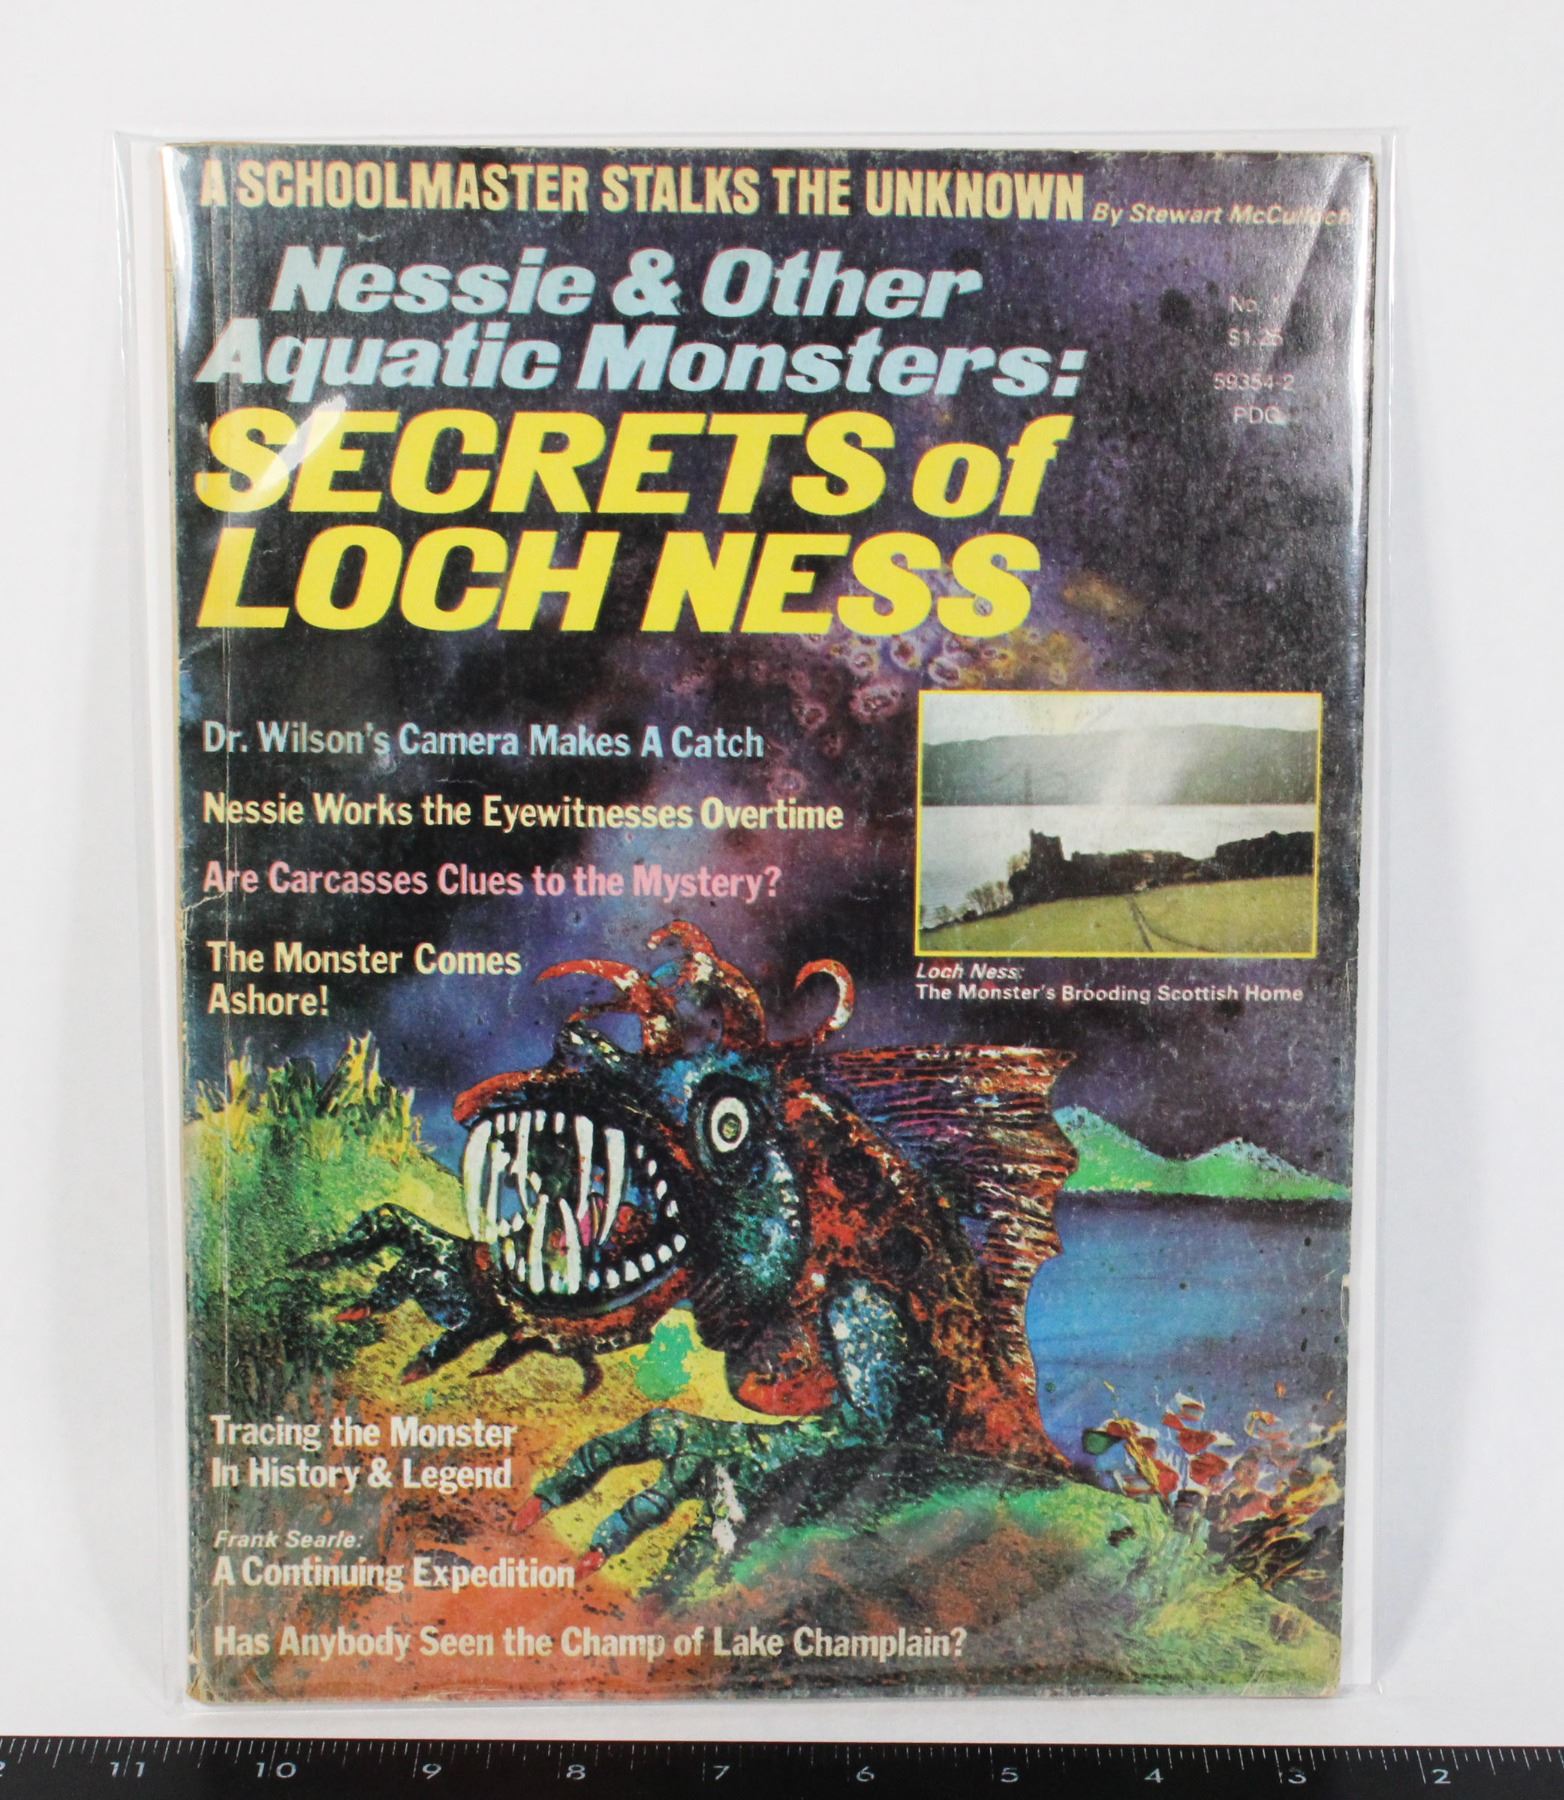 A SCHOOLMASTER STALKS THE UNKNOWN By Stewart McCulloch
Nessie & Other
Aquatic Monsters:
SECRETS of
LOCH NESS
No.
$1.25
59354-2
PDC
Dr. Wilson's Camera Makes A Catch
Nessie Works the Eyewitnesses Overtime
Are Carcasses Clues to the Mystery?
The Monster Comes
Ashore!
Loch Ness:
The Monster's Brooding Scottish Home
Tracing the Monster
In History & Legend
Frank Searle:
A Continuing Expedition
Has Anybody Seen the Champ of Lake Champlain?
11 10 9 8 7 6 5 4 3 2